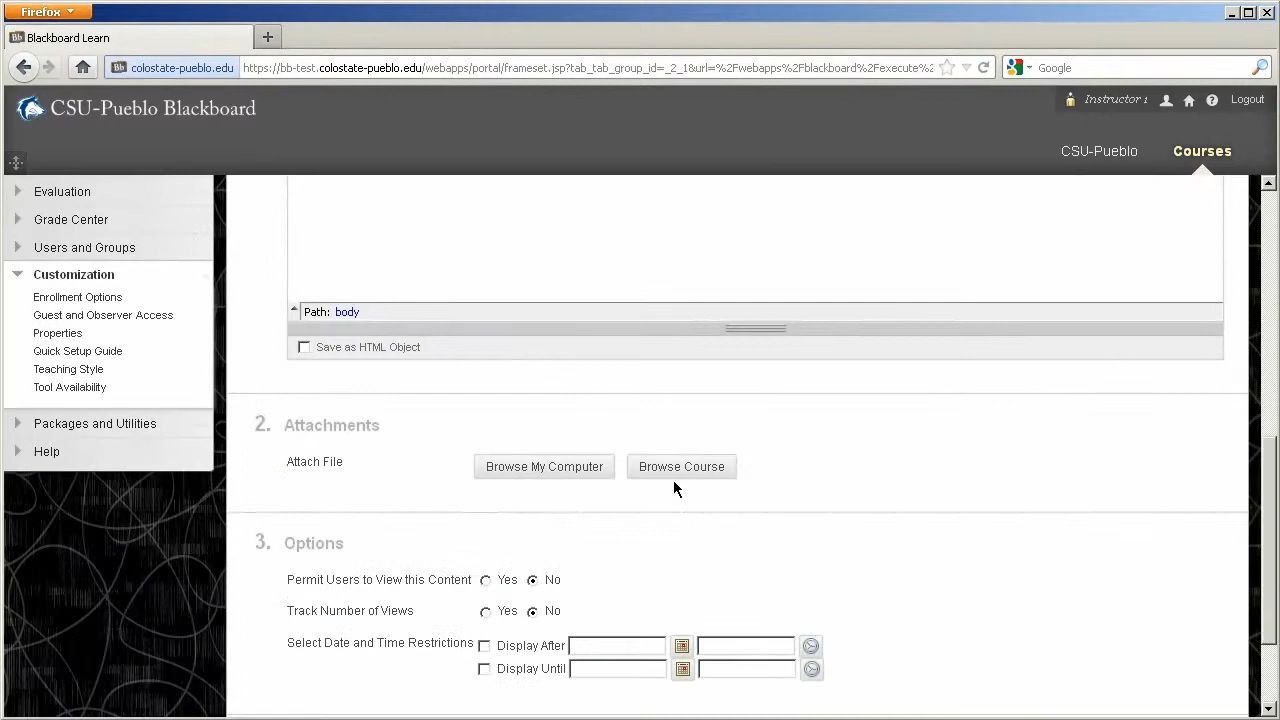 Firefox
Blackboard Learn
colostate-pueblo.edu https://bb-test.colostate-pueblo.edu/webapps/portal/frameset.jsp?tab_tab_group_id=_2_1&url=%2Fwebapps%2Fblackboard%2Fexecute%2 Google
CSU-Pueblo Blackboard
Instructor 1 Logout
CSU-Pueblo Courses
Evaluation
Grade Center
Users and Groups
Customization
Enrollment Options
Guest and Observer Access
Properties
Quick Setup Guide
Teaching Style
Tool Availability
Packages and Utilities
Help
Path: body
Save as HTML Object
2. Attachments
Attach File Browse My Computer Browse Course
3. Options
Permit Users to View this Content Yes No
Track Number of Views Yes No
Select Date and Time Restrictions Display After
Display Until